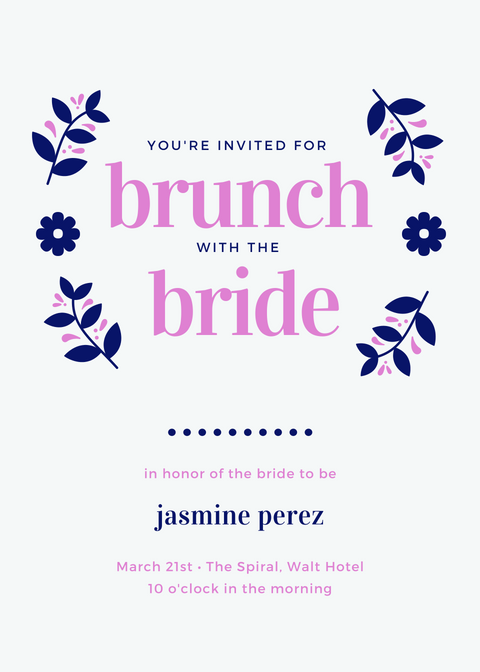 YOU'RE INVITED FOR
brunch
WITH THE
bride
in honor of the bride to be
jasmine perez
March 21st • The Spiral, Walt Hotel
10 o'clock in the morning